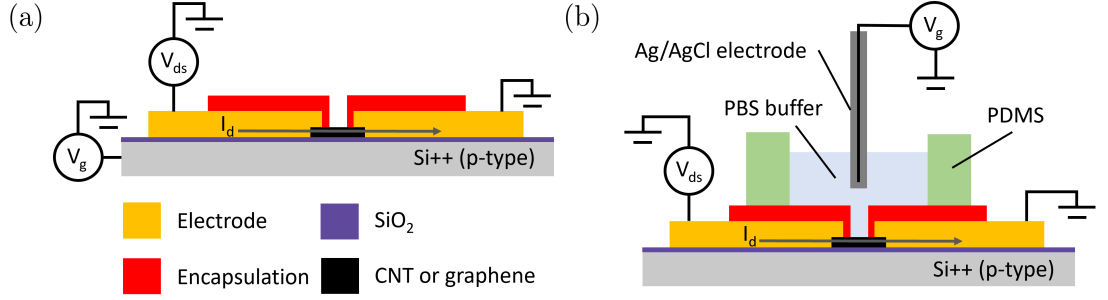 (a)
V_ds
I_d
V_g
Si++ (p-type)
Electrode
SiO₂
Encapsulation
CNT or graphene
(b)
V_g
Ag/AgCl electrode
PBS buffer
PDMS
V_ds
I_d
Si++ (p-type)